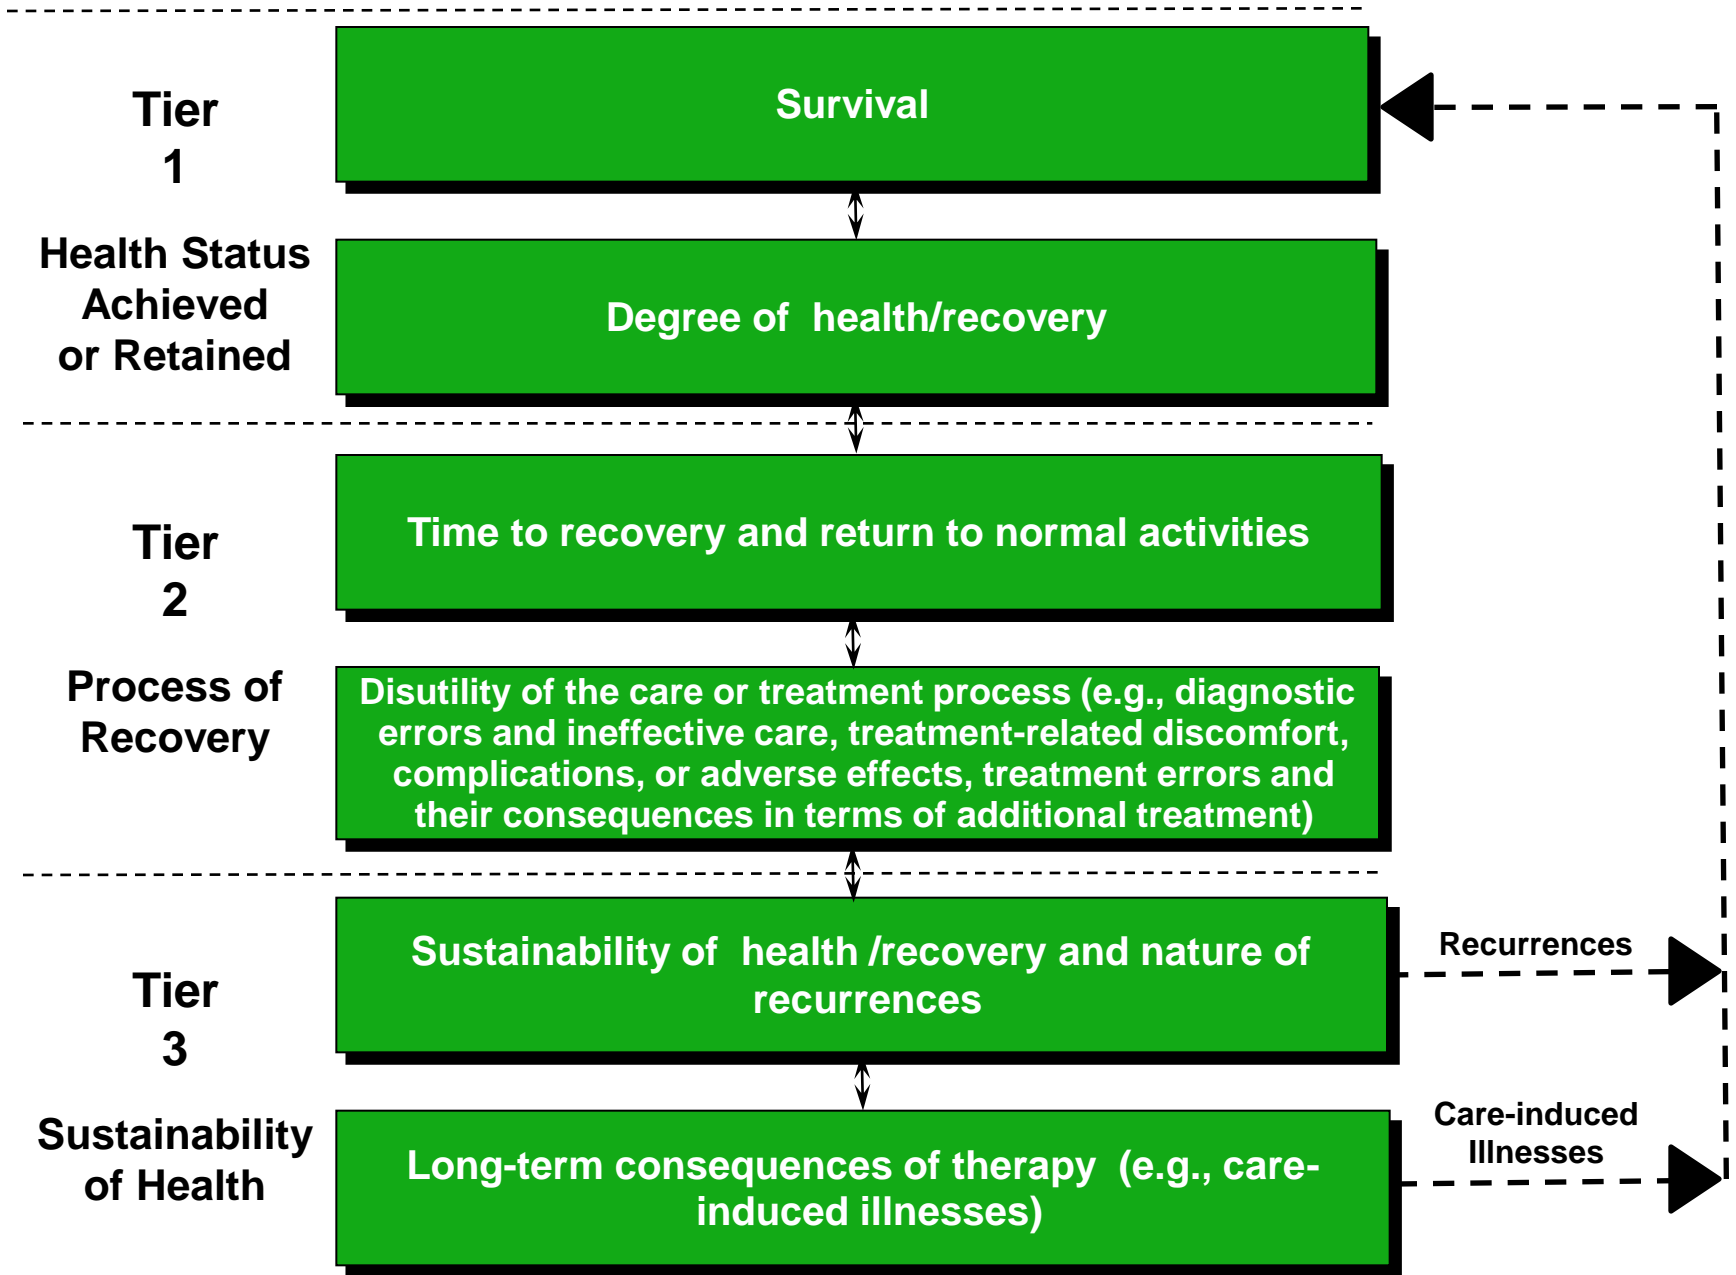 Tier
1
Health Status
Achieved
or Retained
Survival
Degree of health/recovery
Tier
2
Process of
Recovery
Time to recovery and return to normal activities
Disutility of the care or treatment process (e.g., diagnostic
errors and ineffective care, treatment-related discomfort,
complications, or adverse effects, treatment errors and
their consequences in terms of additional treatment)
Tier
3
Sustainability
of Health
Sustainability of health /recovery and nature of
recurrences
Recurrences
Long-term consequences of therapy (e.g., care-
induced illnesses)
Care-induced
Illnesses